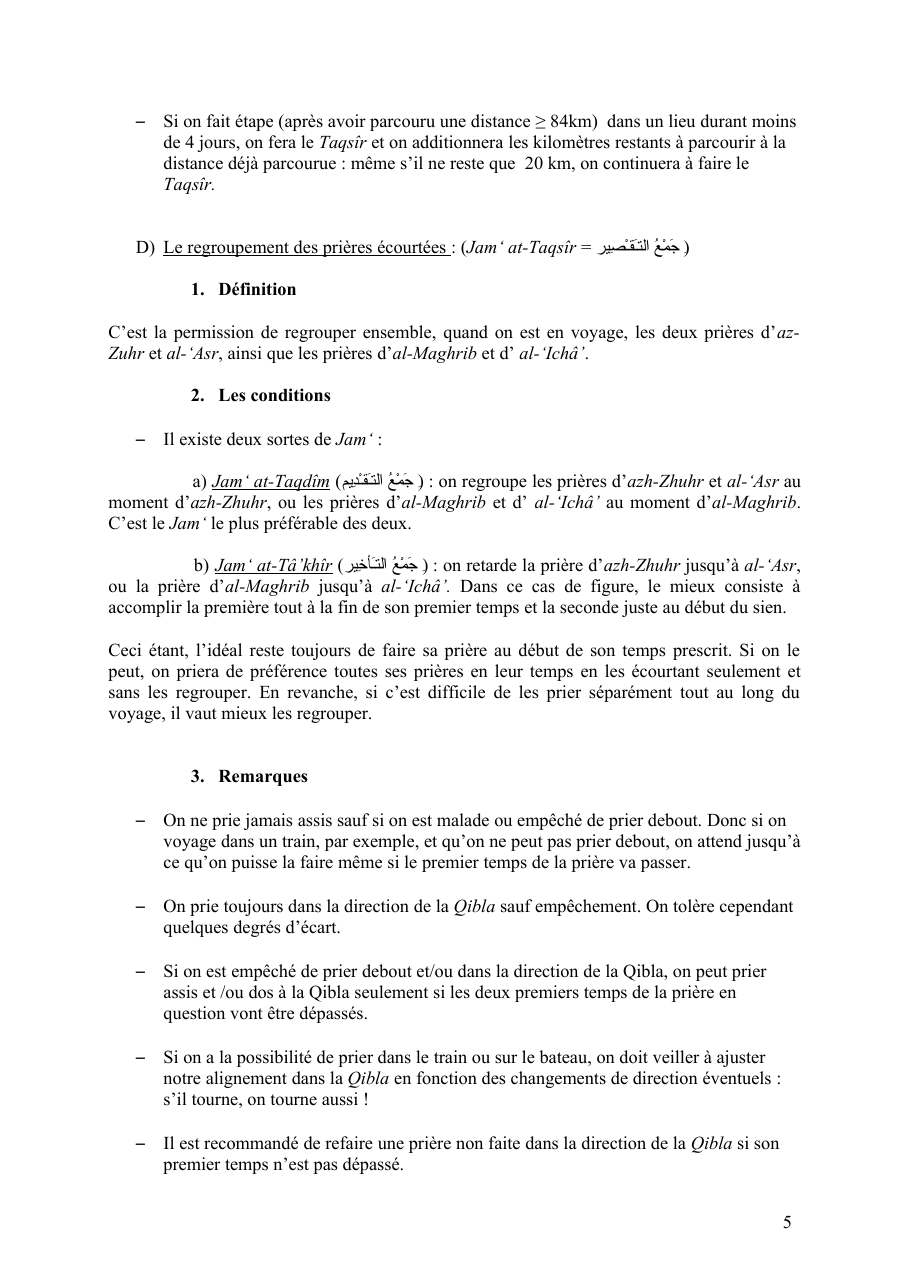 – Si on fait étape (après avoir parcouru une distance ≥ 84km)  dans un lieu durant moins
de 4 jours, on fera le Taqsîr et on additionnera les kilomètres restants à parcourir à la
distance déjà parcourue : même s’il ne reste que  20 km, on continuera à faire le
Taqsîr.
D) Le regroupement des prières écourtées : (Jam‘ at-Taqsîr = جَمْعُ التَـقـْصِير )
1. Définition
C’est la permission de regrouper ensemble, quand on est en voyage, les deux prières d’az-
Zuhr et al-‘Asr, ainsi que les prières d’al-Maghrib et d’ al-‘Ichâ’.
2. Les conditions
– Il existe deux sortes de Jam‘ :
a) Jam‘ at-Taqdîm (جَمْعُ التَـقـْدِيم ) : on regroupe les prières d’azh-Zhuhr et al-‘Asr au
moment d’azh-Zhuhr, ou les prières d’al-Maghrib et d’ al-‘Ichâ’ au moment d’al-Maghrib.
C’est le Jam‘ le plus préférable des deux.
b) Jam‘ at-Tâ’khîr ( جَمْعُ التـَأخِير ) : on retarde la prière d’azh-Zhuhr jusqu’à al-‘Asr,
ou la prière d’al-Maghrib jusqu’à al-‘Ichâ’. Dans ce cas de figure, le mieux consiste à
accomplir la première tout à la fin de son premier temps et la seconde juste au début du sien.
Ceci étant, l’idéal reste toujours de faire sa prière au début de son temps prescrit. Si on le
peut, on priera de préférence toutes ses prières en leur temps en les écourtant seulement et
sans les regrouper. En revanche, si c’est difficile de les prier séparément tout au long du
voyage, il vaut mieux les regrouper.
3. Remarques
– On ne prie jamais assis sauf si on est malade ou empêché de prier debout. Donc si on
voyage dans un train, par exemple, et qu’on ne peut pas prier debout, on attend jusqu’à
ce qu’on puisse la faire même si le premier temps de la prière va passer.
– On prie toujours dans la direction de la Qibla sauf empêchement. On tolère cependant
quelques degrés d’écart.
– Si on est empêché de prier debout et/ou dans la direction de la Qibla, on peut prier
assis et /ou dos à la Qibla seulement si les deux premiers temps de la prière en
question vont être dépassés.
– Si on a la possibilité de prier dans le train ou sur le bateau, on doit veiller à ajuster
notre alignement dans la Qibla en fonction des changements de direction éventuels :
s’il tourne, on tourne aussi !
– Il est recommandé de refaire une prière non faite dans la direction de la Qibla si son
premier temps n’est pas dépassé.
5